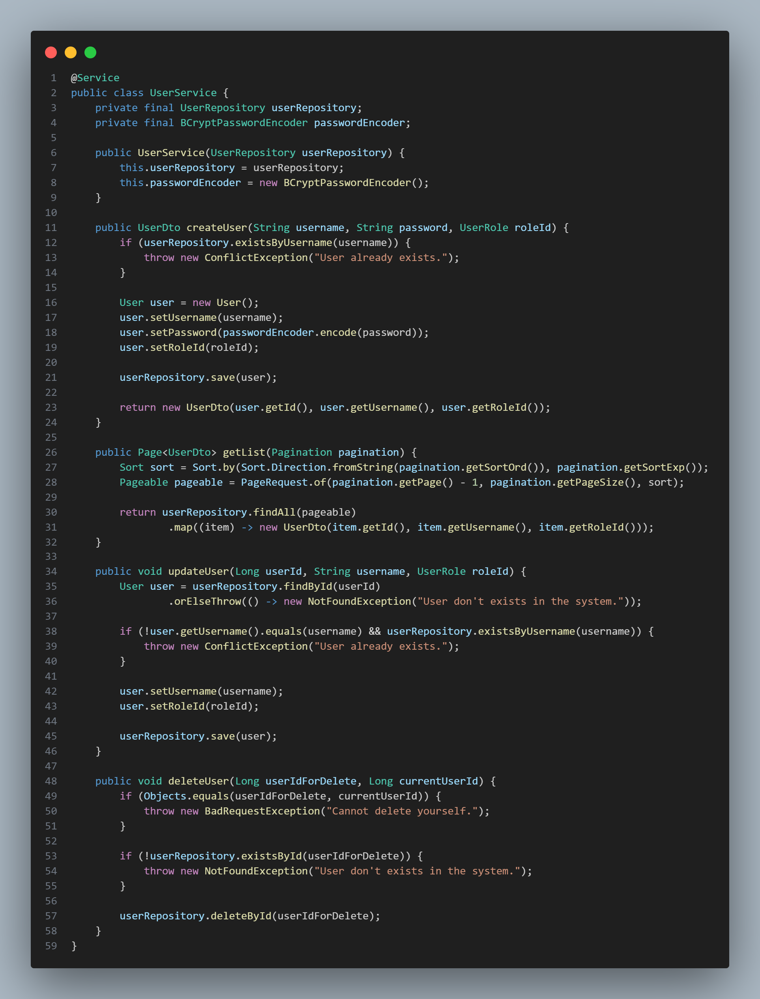 1 @Service
2 public class UserService {
3     private final UserRepository userRepository;
4     private final BCryptPasswordEncoder passwordEncoder;
5
6     public UserService(UserRepository userRepository) {
7         this.userRepository = userRepository;
8         this.passwordEncoder = new BCryptPasswordEncoder();
9     }
10
11     public UserDto createUser(String username, String password, UserRole roleId) {
12         if (userRepository.existsByUsername(username)) {
13             throw new ConflictException("User already exists.");
14         }
15
16         User user = new User();
17         user.setUsername(username);
18         user.setPassword(passwordEncoder.encode(password));
19         user.setRoleId(roleId);
20
21         userRepository.save(user);
22
23         return new UserDto(user.getId(), user.getUsername(), user.getRoleId());
24     }
25
26     public Page<UserDto> getList(Pagination pagination) {
27         Sort sort = Sort.by(Sort.Direction.fromString(pagination.getSortOrd()), pagination.getSortExp());
28         Pageable pageable = PageRequest.of(pagination.getPage() - 1, pagination.getPageSize(), sort);
29
30         return userRepository.findAll(pageable)
31                 .map((item) -> new UserDto(item.getId(), item.getUsername(), item.getRoleId()));
32     }
33
34     public void updateUser(Long userId, String username, UserRole roleId) {
35         User user = userRepository.findById(userId)
36                 .orElseThrow(() -> new NotFoundException("User don't exists in the system."));
37
38         if (!user.getUsername().equals(username) && userRepository.existsByUsername(username)) {
39             throw new ConflictException("User already exists.");
40         }
41
42         user.setUsername(username);
43         user.setRoleId(roleId);
44
45         userRepository.save(user);
46     }
47
48     public void deleteUser(Long userIdForDelete, Long currentUserId) {
49         if (Objects.equals(userIdForDelete, currentUserId)) {
50             throw new BadRequestException("Cannot delete yourself.");
51         }
52
53         if (!userRepository.existsById(userIdForDelete)) {
54             throw new NotFoundException("User don't exists in the system.");
55         }
56
57         userRepository.deleteById(userIdForDelete);
58     }
59 }